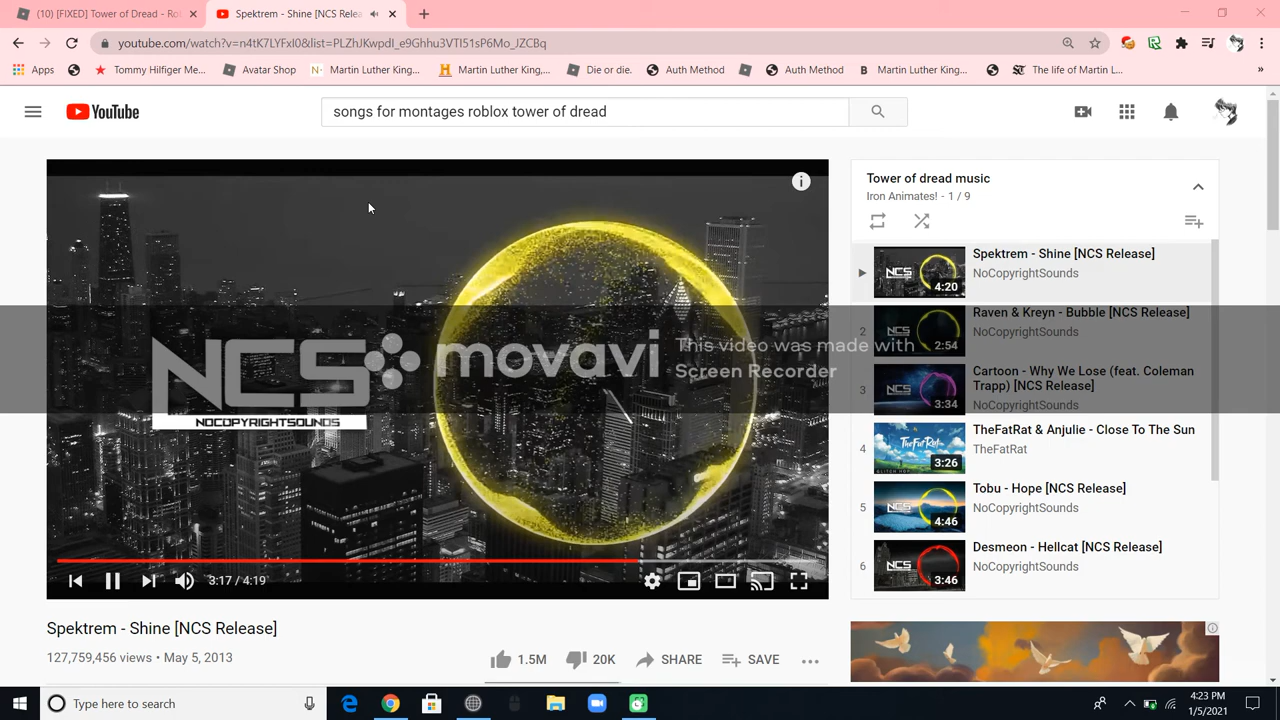 (10) [FIXED] Tower of Dread - Ro
Spektrem - Shine [NCS Relea
youtube.com/watch?v=n4tK7LYFxI0&list=PLZhJKwpdI_e9Ghhu3VTI51sP6Mo_JZCBq
Apps
Tommy Hilfiger Me...
Avatar Shop
Martin Luther King...
Martin Luther King,...
Die or die.
Auth Method
Auth Method
Martin Luther King...
The life of Martin L...
»
YouTube
songs for montages roblox tower of dread
Tower of dread music
Iron Animates! - 1 / 9
NCS
NOCOPYRIGHTSOUNDS
movavi
This video was made with
Screen Recorder
NCS
4:20
Spektrem - Shine [NCS Release]
NoCopyrightSounds
2
NCS
2:54
Raven & Kreyn - Bubble [NCS Release]
NoCopyrightSounds
3
NCS
3:34
Cartoon - Why We Lose (feat. Coleman
Trapp) [NCS Release]
NoCopyrightSounds
4
TheFatRat
3:26
TheFatRat & Anjulie - Close To The Sun
TheFatRat
5
NCS
4:46
Tobu - Hope [NCS Release]
NoCopyrightSounds
6
NCS
3:46
Desmeon - Hellcat [NCS Release]
NoCopyrightSounds
3:17 / 4:19
Spektrem - Shine [NCS Release]
127,759,456 views • May 5, 2013
1.5M
20K
SHARE
SAVE
Type here to search
4:23 PM
1/5/2021